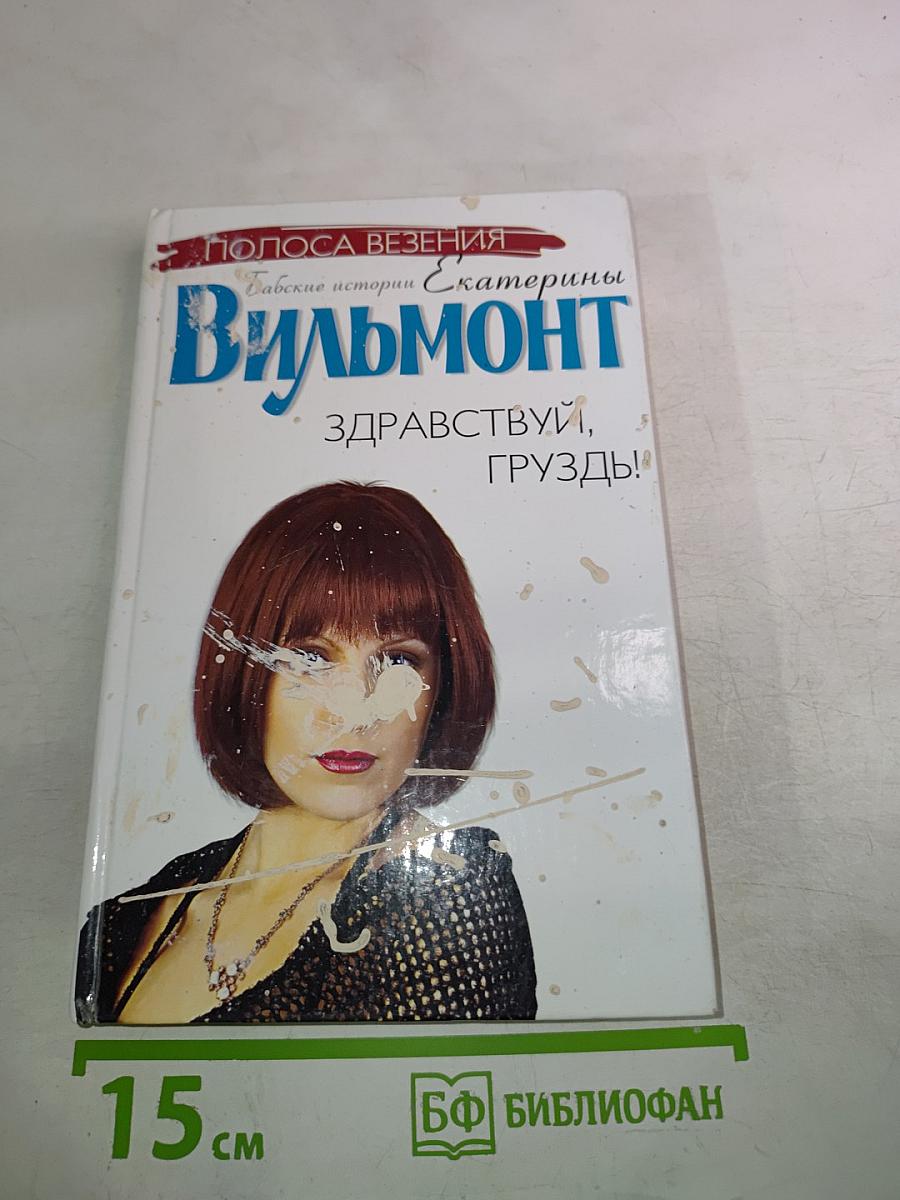 ПОЛОСА ВЕЗЕНИЯ
Бабские истории Екатерины
Вильмонт
ЗДРАВСТВУЙ,
ГРУЗДЬ!
15 см
БФ БИБЛИОФАН